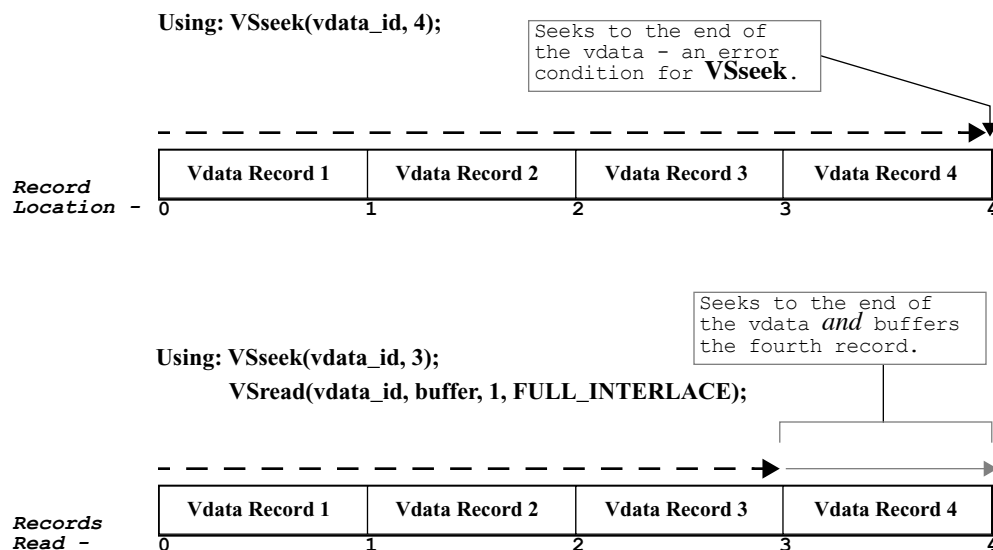 Using: VSseek(vdata_id, 4);
Seeks to the end of
the vdata - an error
condition for VSseek.
Vdata Record 1 Vdata Record 2 Vdata Record 3 Vdata Record 4
Record
Location - 0 1 2 3 4
Seeks to the end of
the vdata and buffers
the fourth record.
Using: VSseek(vdata_id, 3);
VSread(vdata_id, buffer, 1, FULL_INTERLACE);
Vdata Record 1 Vdata Record 2 Vdata Record 3 Vdata Record 4
Records
Read - 0 1 2 3 4